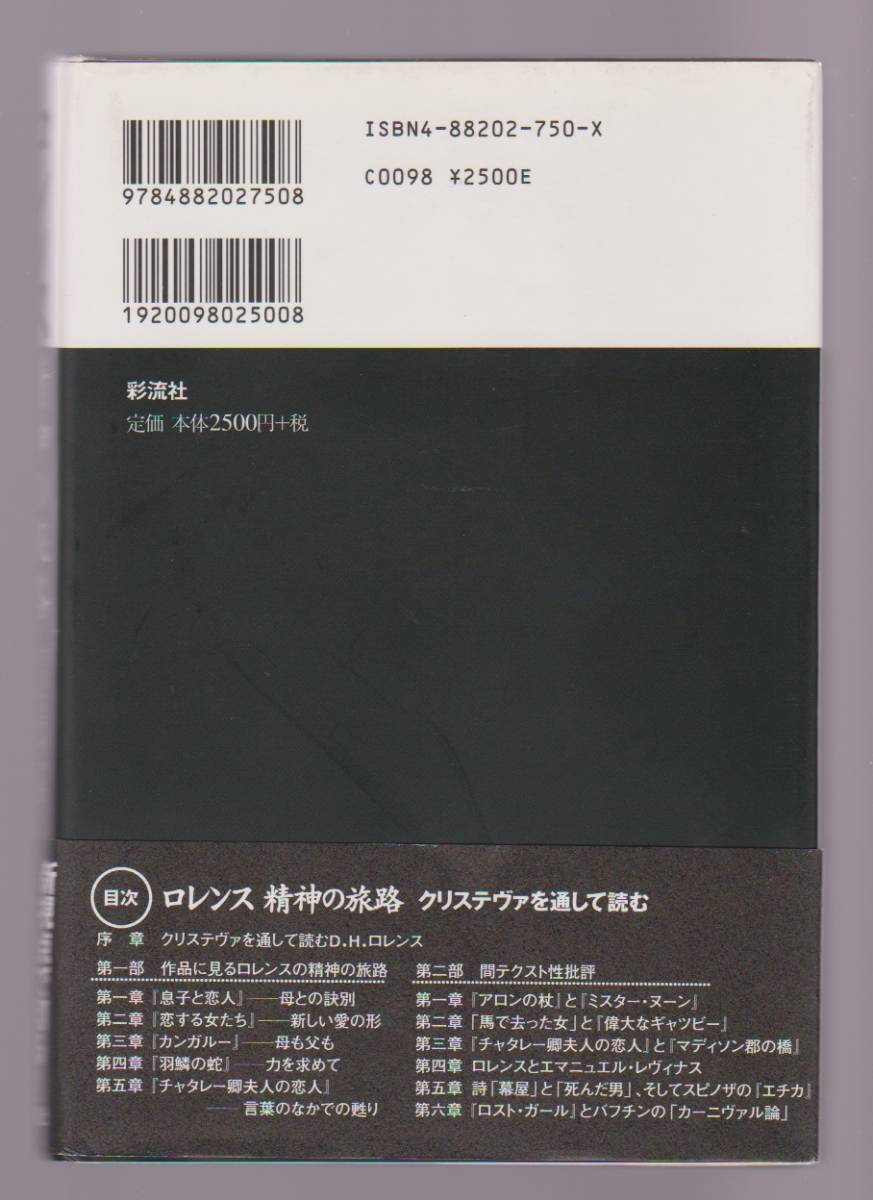 ISBN4-88202-750-X
C0098 ¥2500E
9784882027508
1920098025008
彩流社
定価 本体2500円+税
目次 ロレンス 精神の旅路 クリステヴァを通して読む
序 章 クリステヴァを通して読むD.H.ロレンス
第一部 作品に見るロレンスの精神の旅路
第一章『息子と恋人』──母との訣別
第二章『恋する女たち』──新しい愛の形
第三章『カンガルー』──母も父も
第四章『羽鱗の蛇』──力を求めて
第五章『チャタレー卿夫人の恋人』
──言葉のなかでの甦り
第二部 間テクスト性批評
第一章『アロンの杖』と『ミスター・ヌーン』
第二章「馬で去った女」と『偉大なギャツビー』
第三章『チャタレー卿夫人の恋人』と『マディソン郡の橋』
第四章 ロレンスとエマニュエル・レヴィナス
第五章 詩「幕屋」と「死んだ男」、そしてスピノザの『エチカ』
第六章『ロスト・ガール』とバフチンの「カーニヴァル論」